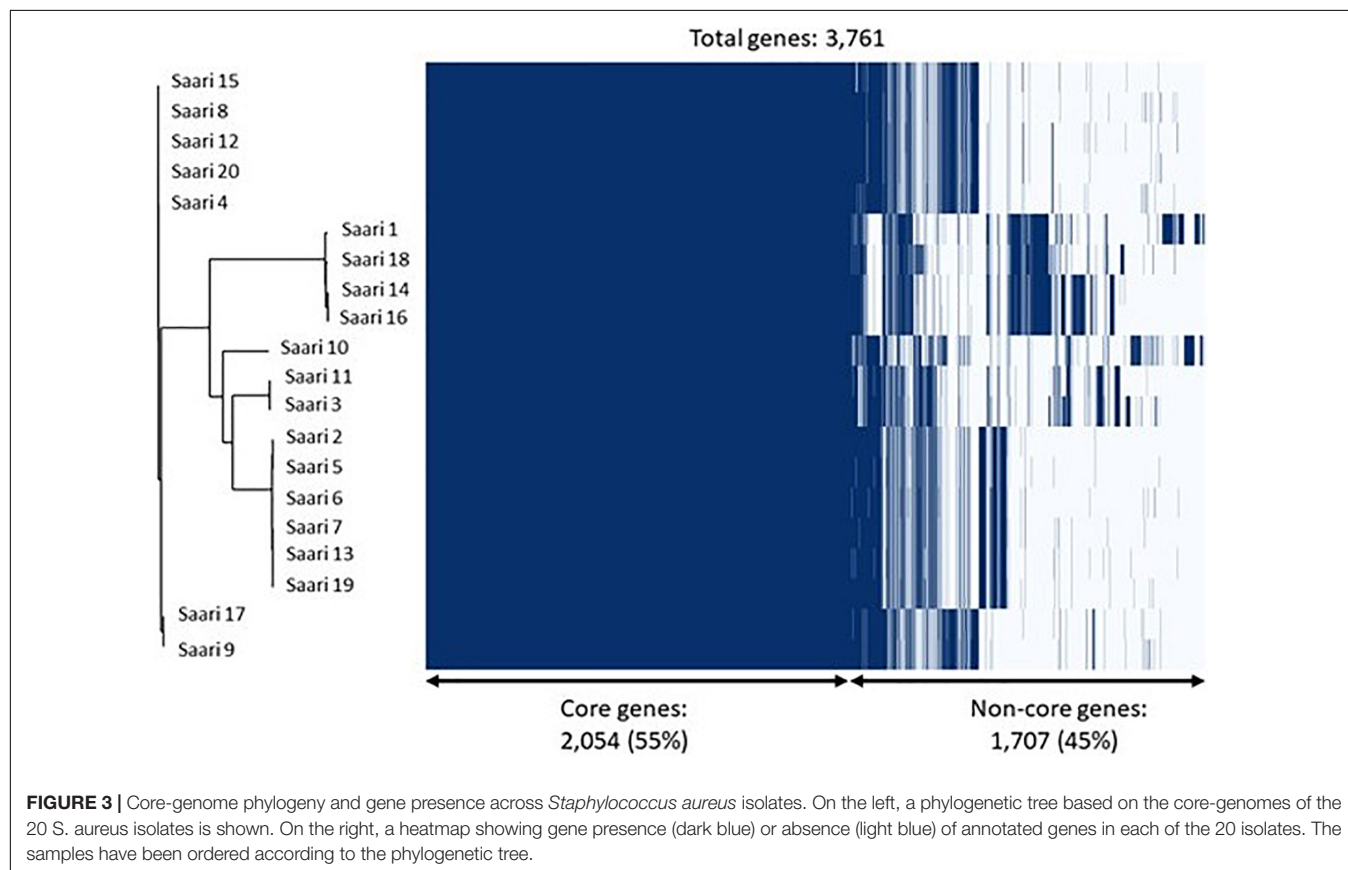 Total genes: 3,761
Saari 15
Saari 8
Saari 12
Saari 20
Saari 4
Saari 1
Saari 18
Saari 14
Saari 16
Saari 10
Saari 11
Saari 3
Saari 2
Saari 5
Saari 6
Saari 7
Saari 13
Saari 19
Saari 17
Saari 9
Core genes:
2,054 (55%)
Non-core genes:
1,707 (45%)
FIGURE 3 | Core-genome phylogeny and gene presence across Staphylococcus aureus isolates. On the left, a phylogenetic tree based on the core-genomes of the
20 S. aureus isolates is shown. On the right, a heatmap showing gene presence (dark blue) or absence (light blue) of annotated genes in each of the 20 isolates. The
samples have been ordered according to the phylogenetic tree.